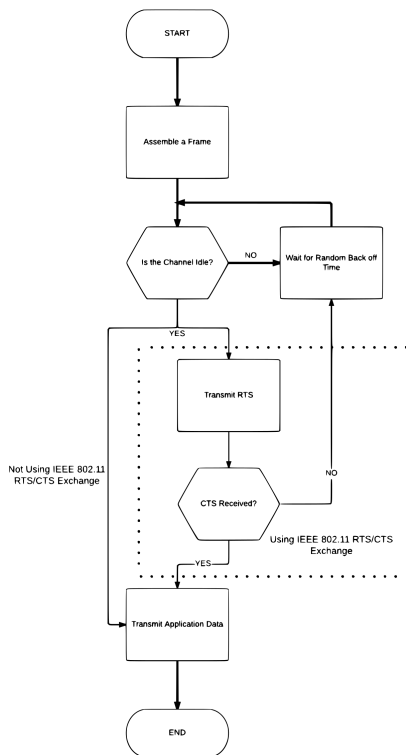 START
Assemble a Frame
Is the Channel Idle?
NO
Wait for Random Back off
Time
YES
Transmit RTS
Not Using IEEE 802.11
RTS/CTS Exchange
NO
CTS Received?
Using IEEE 802.11 RTS/CTS
Exchange
YES
Transmit Application Data
END